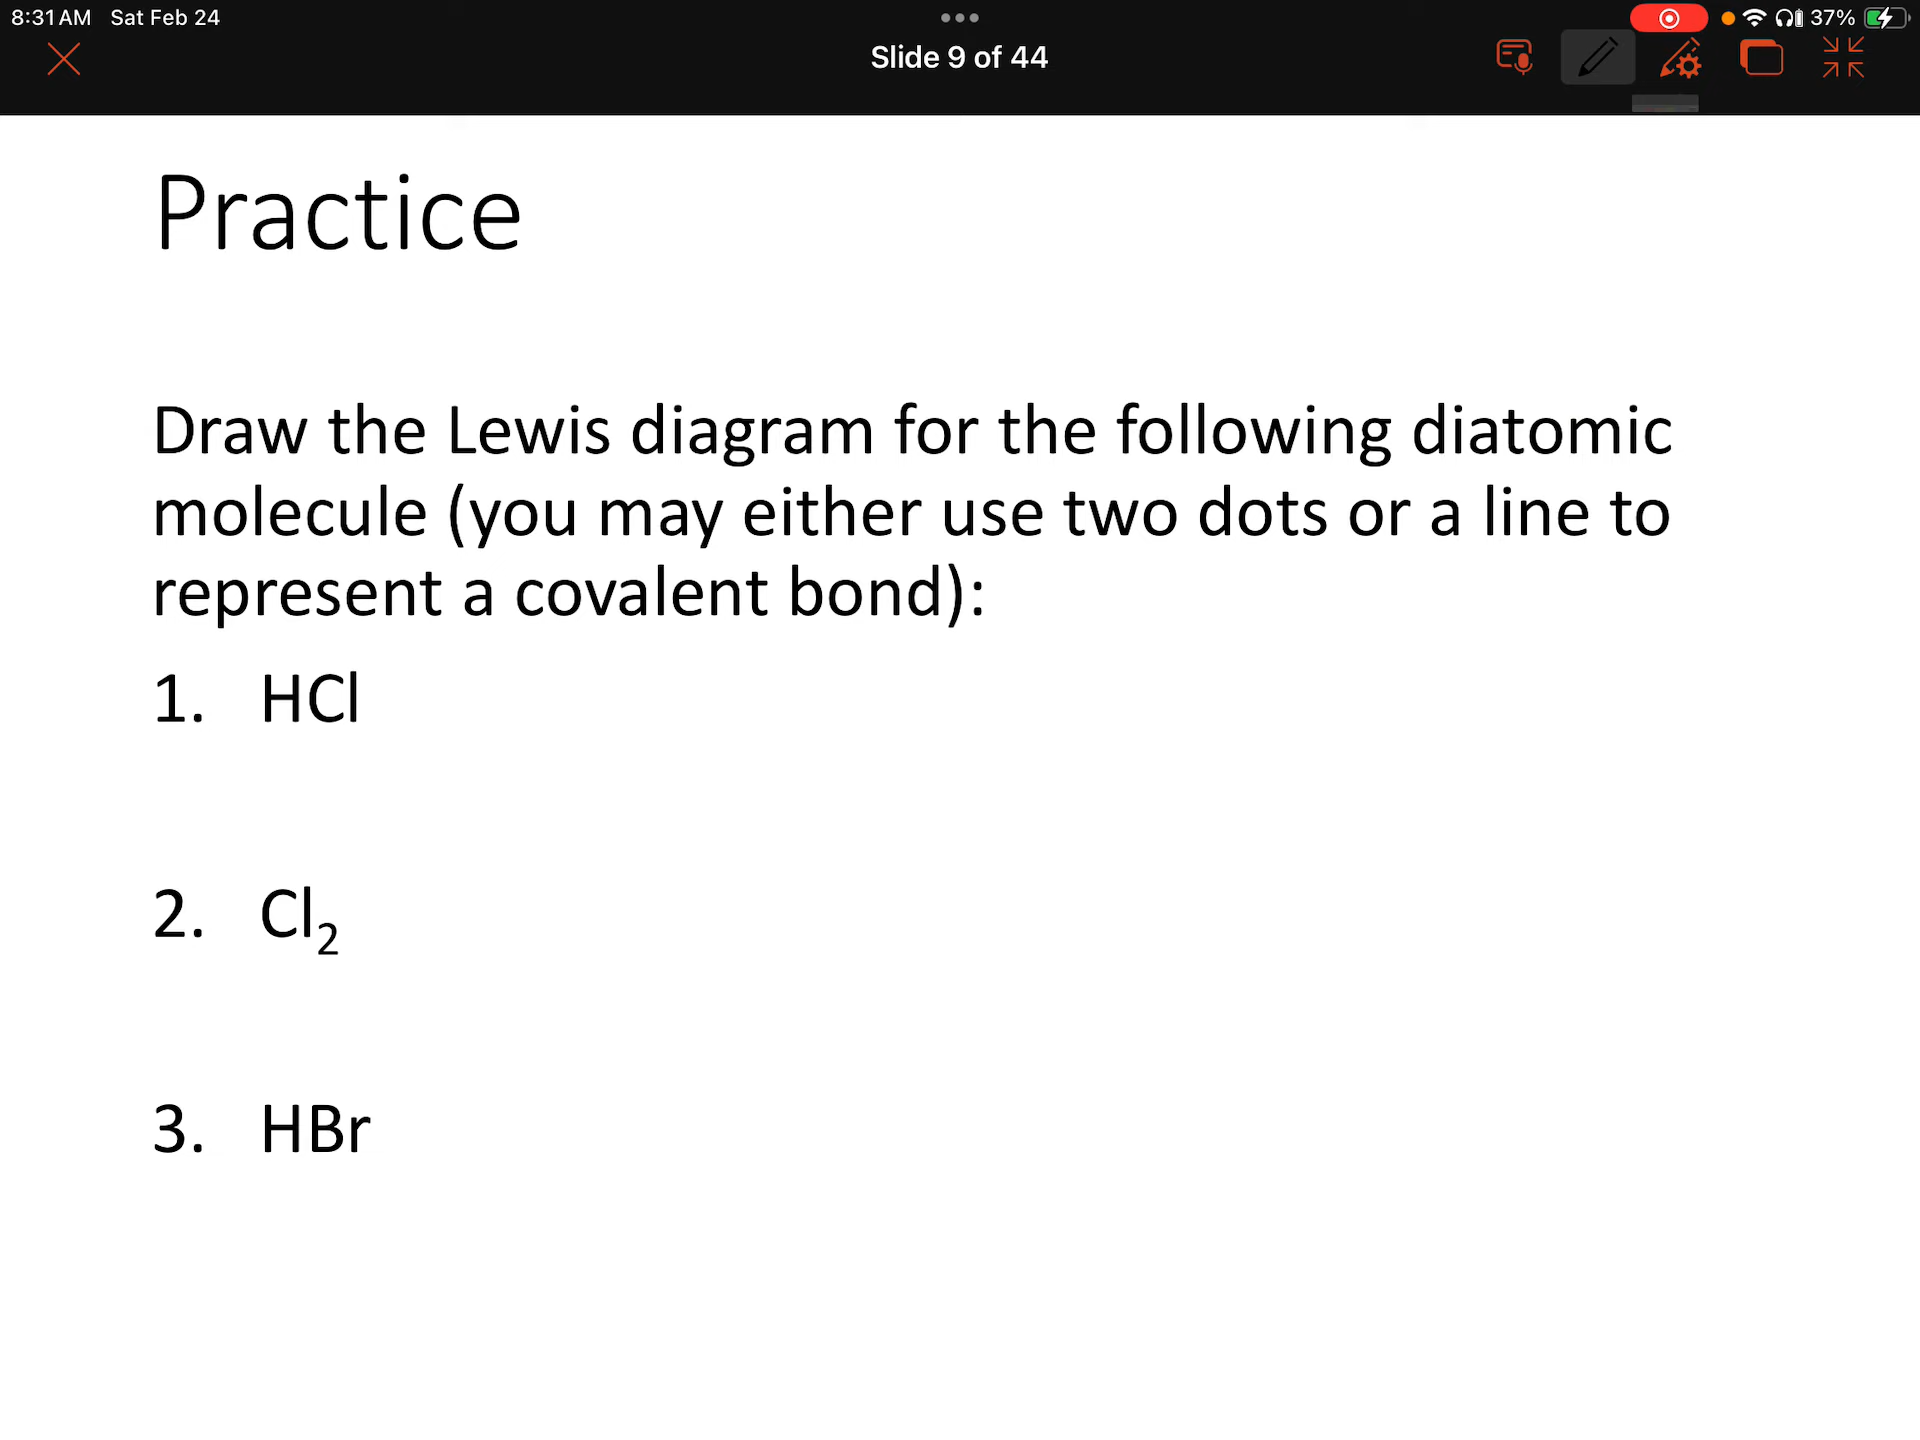 8:31 AM Sat Feb 24
37%
Slide 9 of 44
Practice
Draw the Lewis diagram for the following diatomic
molecule (you may either use two dots or a line to
represent a covalent bond):
1. HCl
2. Cl₂
3. HBr